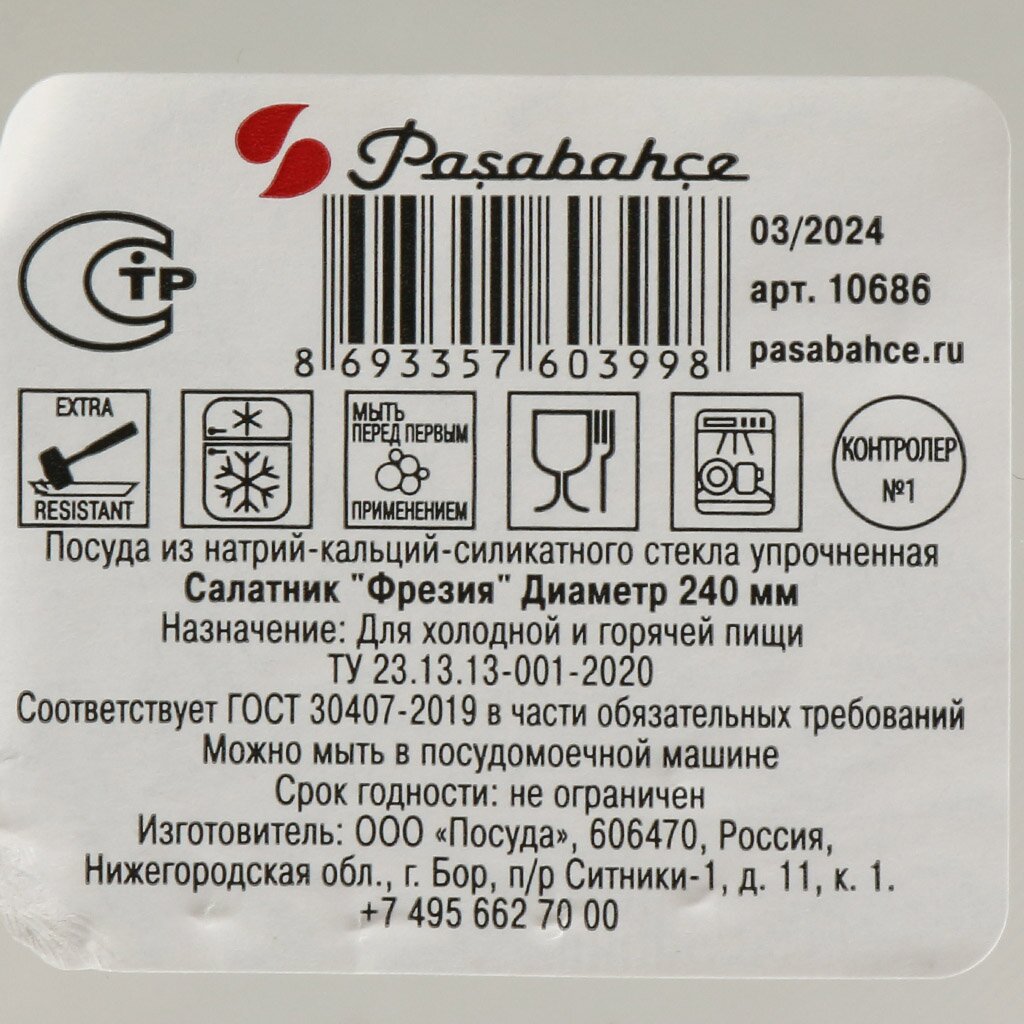 Paşabahçe
СТР
03/2024
арт. 10686
pasabahce.ru
8 693357 603998
EXTRA
RESISTANT
МЫТЬ
ПЕРЕД ПЕРВЫМ
ПРИМЕНЕНИЕМ
КОНТРОЛЕР
№1
Посуда из натрий-кальций-силикатного стекла упрочненная
Салатник "Фрезия" Диаметр 240 мм
Назначение: Для холодной и горячей пищи
ТУ 23.13.13-001-2020
Соответствует ГОСТ 30407-2019 в части обязательных требований
Можно мыть в посудомоечной машине
Срок годности: не ограничен
Изготовитель: ООО «Посуда», 606470, Россия,
Нижегородская обл., г. Бор, п/р Ситники-1, д. 11, к. 1.
+7 495 662 70 00